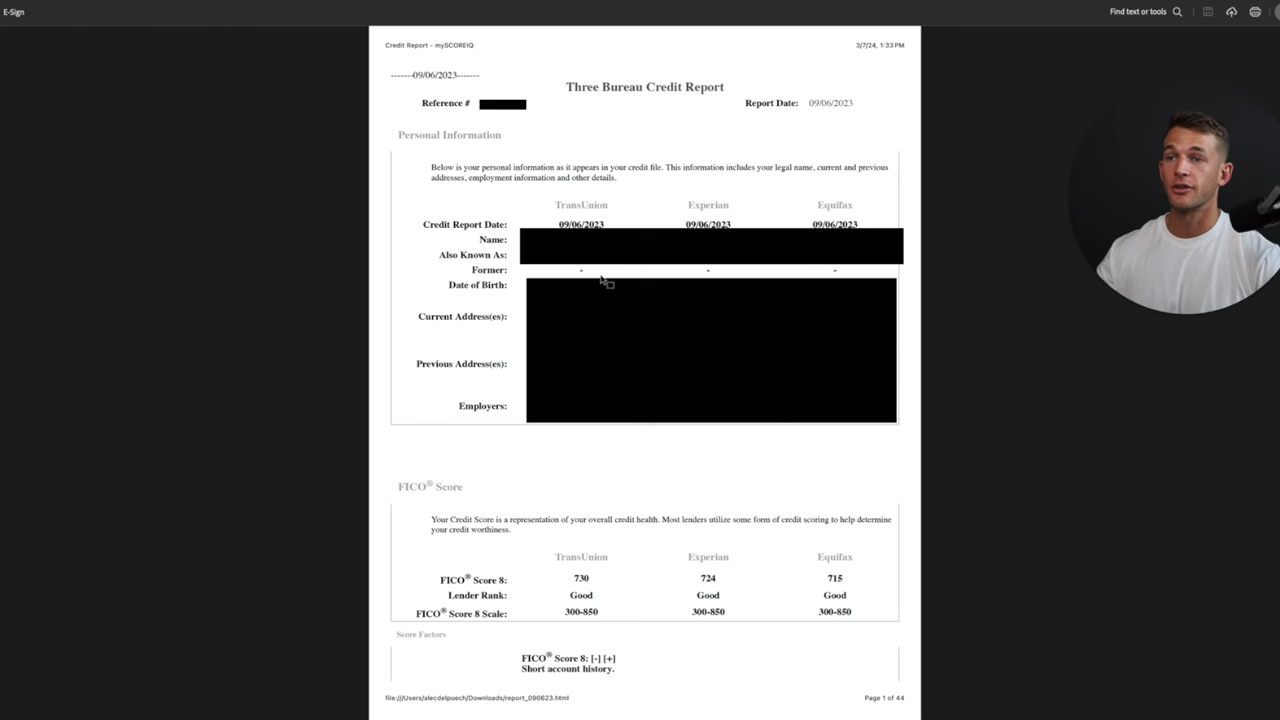 E-Sign
Find text or tools
Credit Report - mySCOREIQ
3/7/24, 1:33 PM
-------09/06/2023-------
Three Bureau Credit Report
Reference #
Report Date: 09/06/2023
Personal Information
Below is your personal information as it appears in your credit file. This information includes your legal name, current and previous
addresses, employment information and other details.
TransUnion Experian Equifax
Credit Report Date: 09/06/2023 09/06/2023 09/06/2023
Name:
Also Known As:
Former: - - -
Date of Birth:
Current Address(es):
Previous Address(es):
Employers:
FICO® Score
Your Credit Score is a representation of your overall credit health. Most lenders utilize some form of credit scoring to help determine
your credit worthiness.
TransUnion Experian Equifax
FICO® Score 8: 730 724 715
Lender Rank: Good Good Good
FICO® Score 8 Scale: 300-850 300-850 300-850
Score Factors
FICO® Score 8: [-] [+]
Short account history.
file:///Users/alecdelpuech/Downloads/report_090623.html
Page 1 of 44